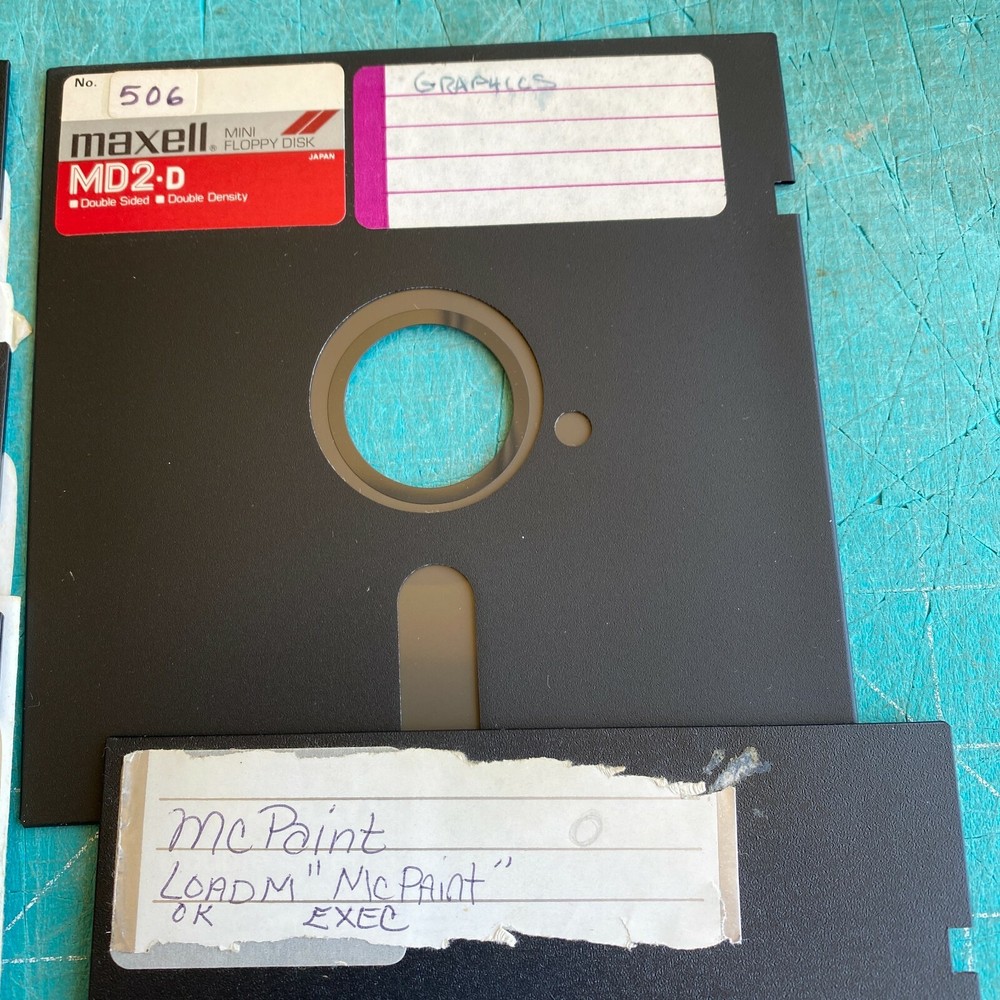 No. 506
maxell® MINI FLOPPY DISK
JAPAN
MD2-D
Double Sided Double Density
GRAPHICS
McPaint
LOADM "McPAint"
OK EXEC